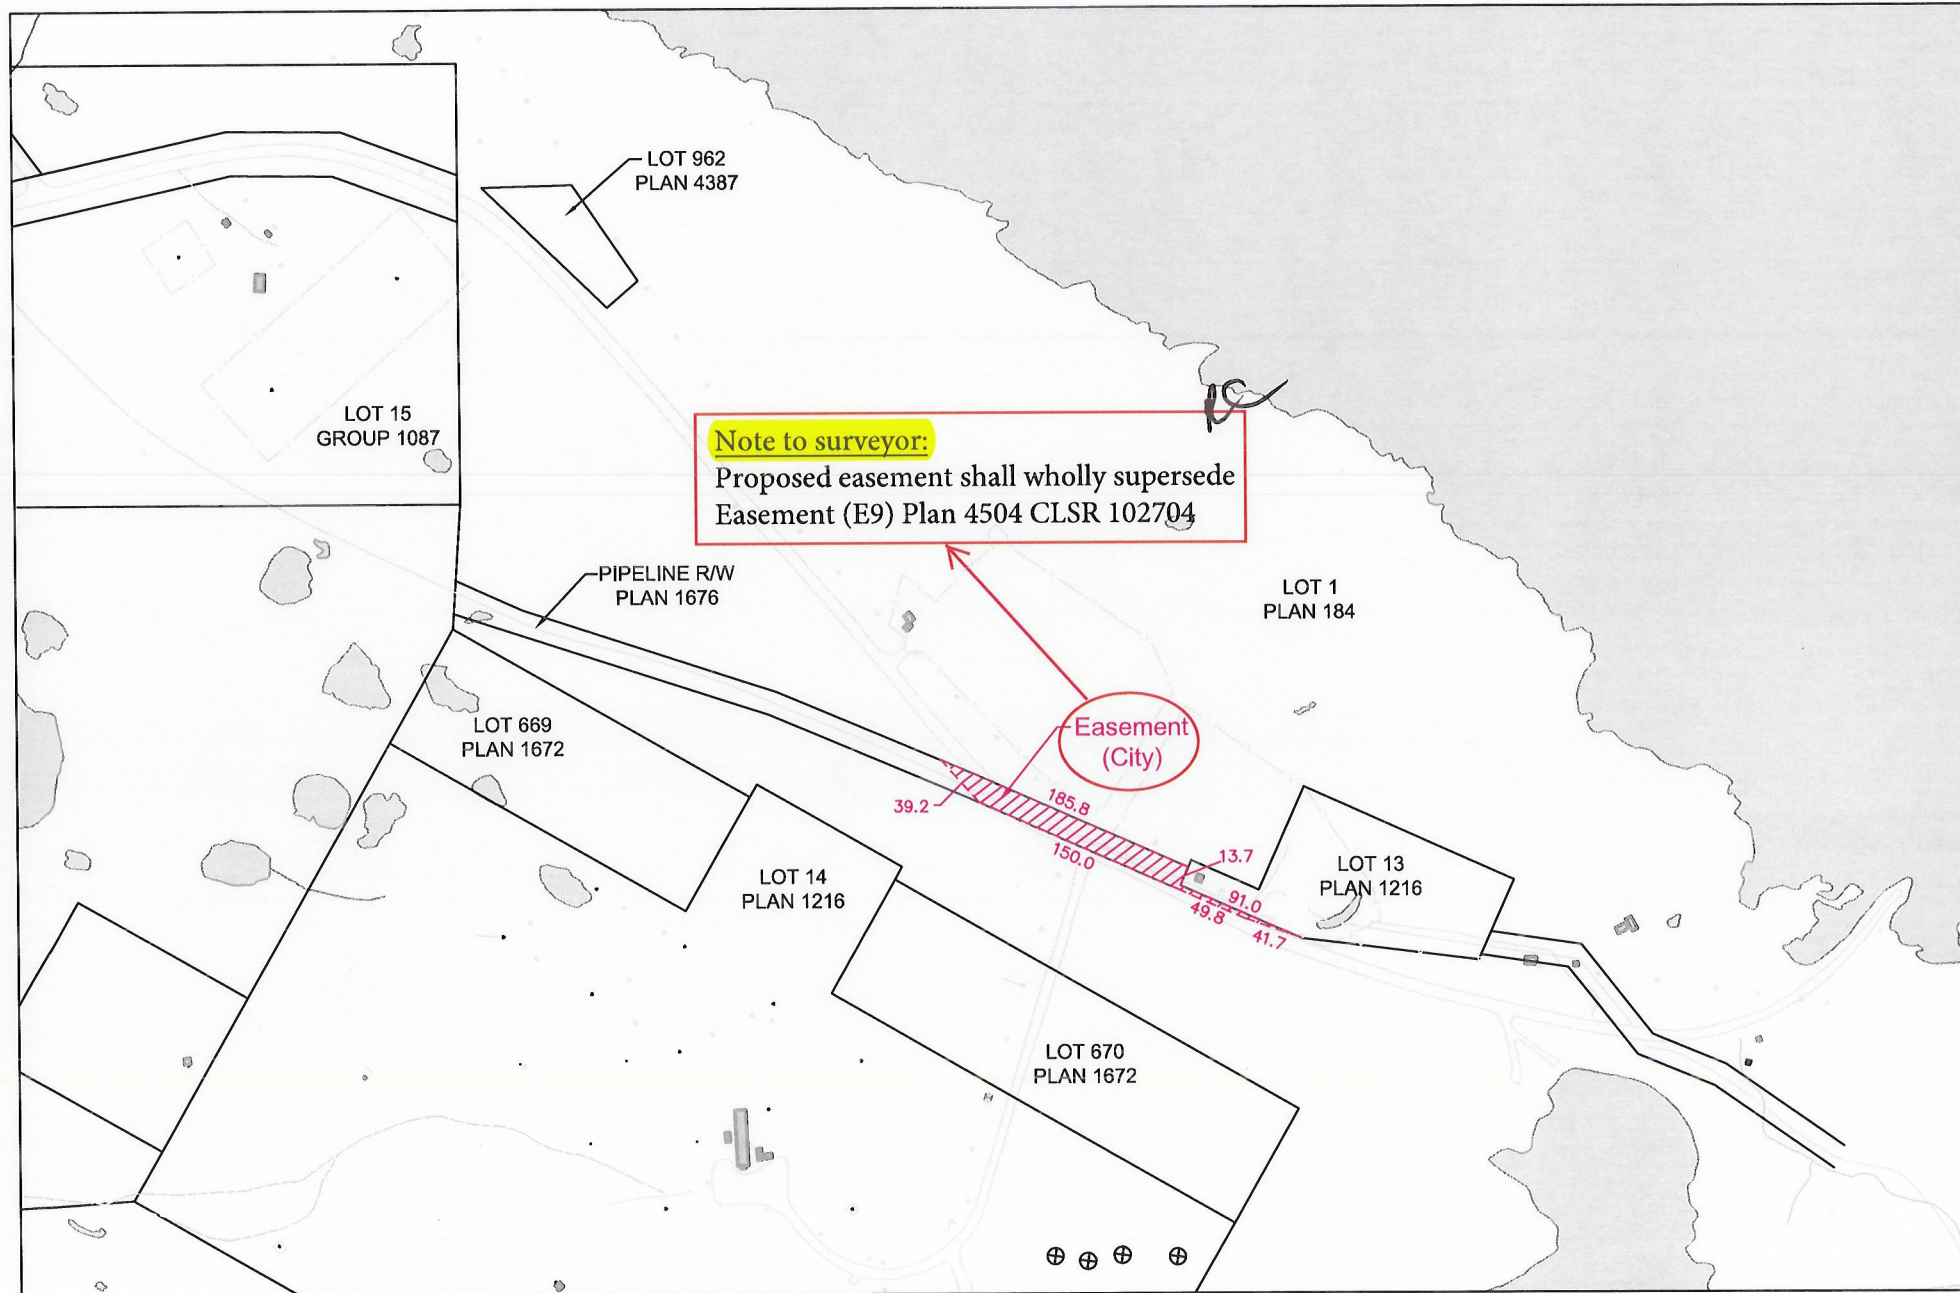 LOT 962
PLAN 4387
LOT 15
GROUP 1087
Note to surveyor:
Proposed easement shall wholly supersede
Easement (E9) Plan 4504 CLSR 102704
PIPELINE R/W
PLAN 1676
LOT 1
PLAN 184
LOT 669
PLAN 1672
Easement
(City)
39.2
185.8
150.0
13.7
LOT 13
PLAN 1216
LOT 14
PLAN 1216
91.0
49.8
41.7
LOT 670
PLAN 1672